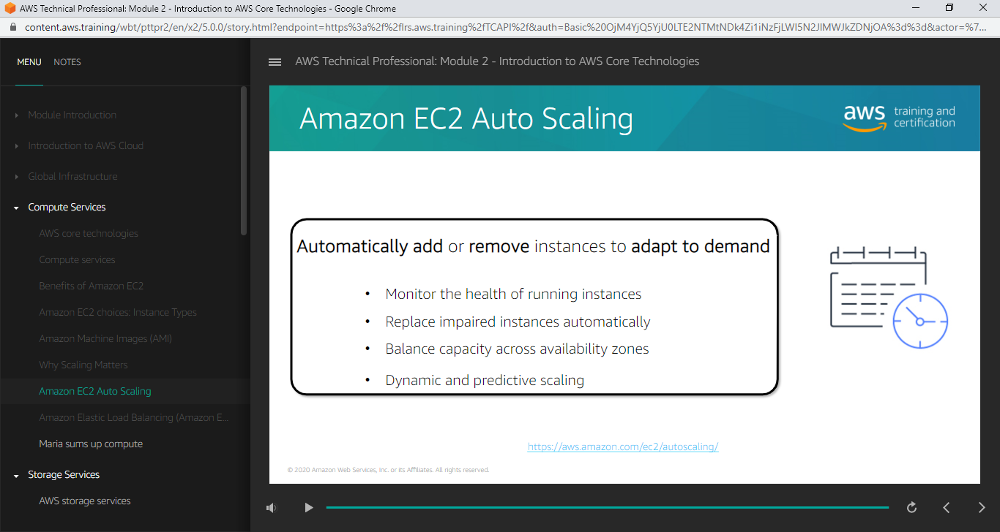 AWS Technical Professional: Module 2 - Introduction to AWS Core Technologies - Google Chrome
content.aws.training/wbt/pttpr2/en/x2/5.0.0/story.html?endpoint=https%3a%2f%2flrs.aws.training%2fTCAPI%2f&auth=Basic%20OjM4YjQ5YjU0LTE2NTMtNDk4Zi1iNzFjLWI5N2JlMWJkZDNjOA%3d%3d&actor=%7...
MENU NOTES
AWS Technical Professional: Module 2 - Introduction to AWS Core Technologies
Module Introduction
Introduction to AWS Cloud
Global Infrastructure
Compute Services
AWS core technologies
Compute services
Benefits of Amazon EC2
Amazon EC2 choices: Instance Types
Amazon Machine Images (AMI)
Why Scaling Matters
Amazon EC2 Auto Scaling
Amazon Elastic Load Balancing (Amazon E...
Maria sums up compute
Storage Services
AWS storage services
Amazon EC2 Auto Scaling
aws training and
certification
Automatically add or remove instances to adapt to demand
• Monitor the health of running instances
• Replace impaired instances automatically
• Balance capacity across availability zones
• Dynamic and predictive scaling
https://aws.amazon.com/ec2/autoscaling/
© 2020 Amazon Web Services, Inc. or its Affiliates. All rights reserved.